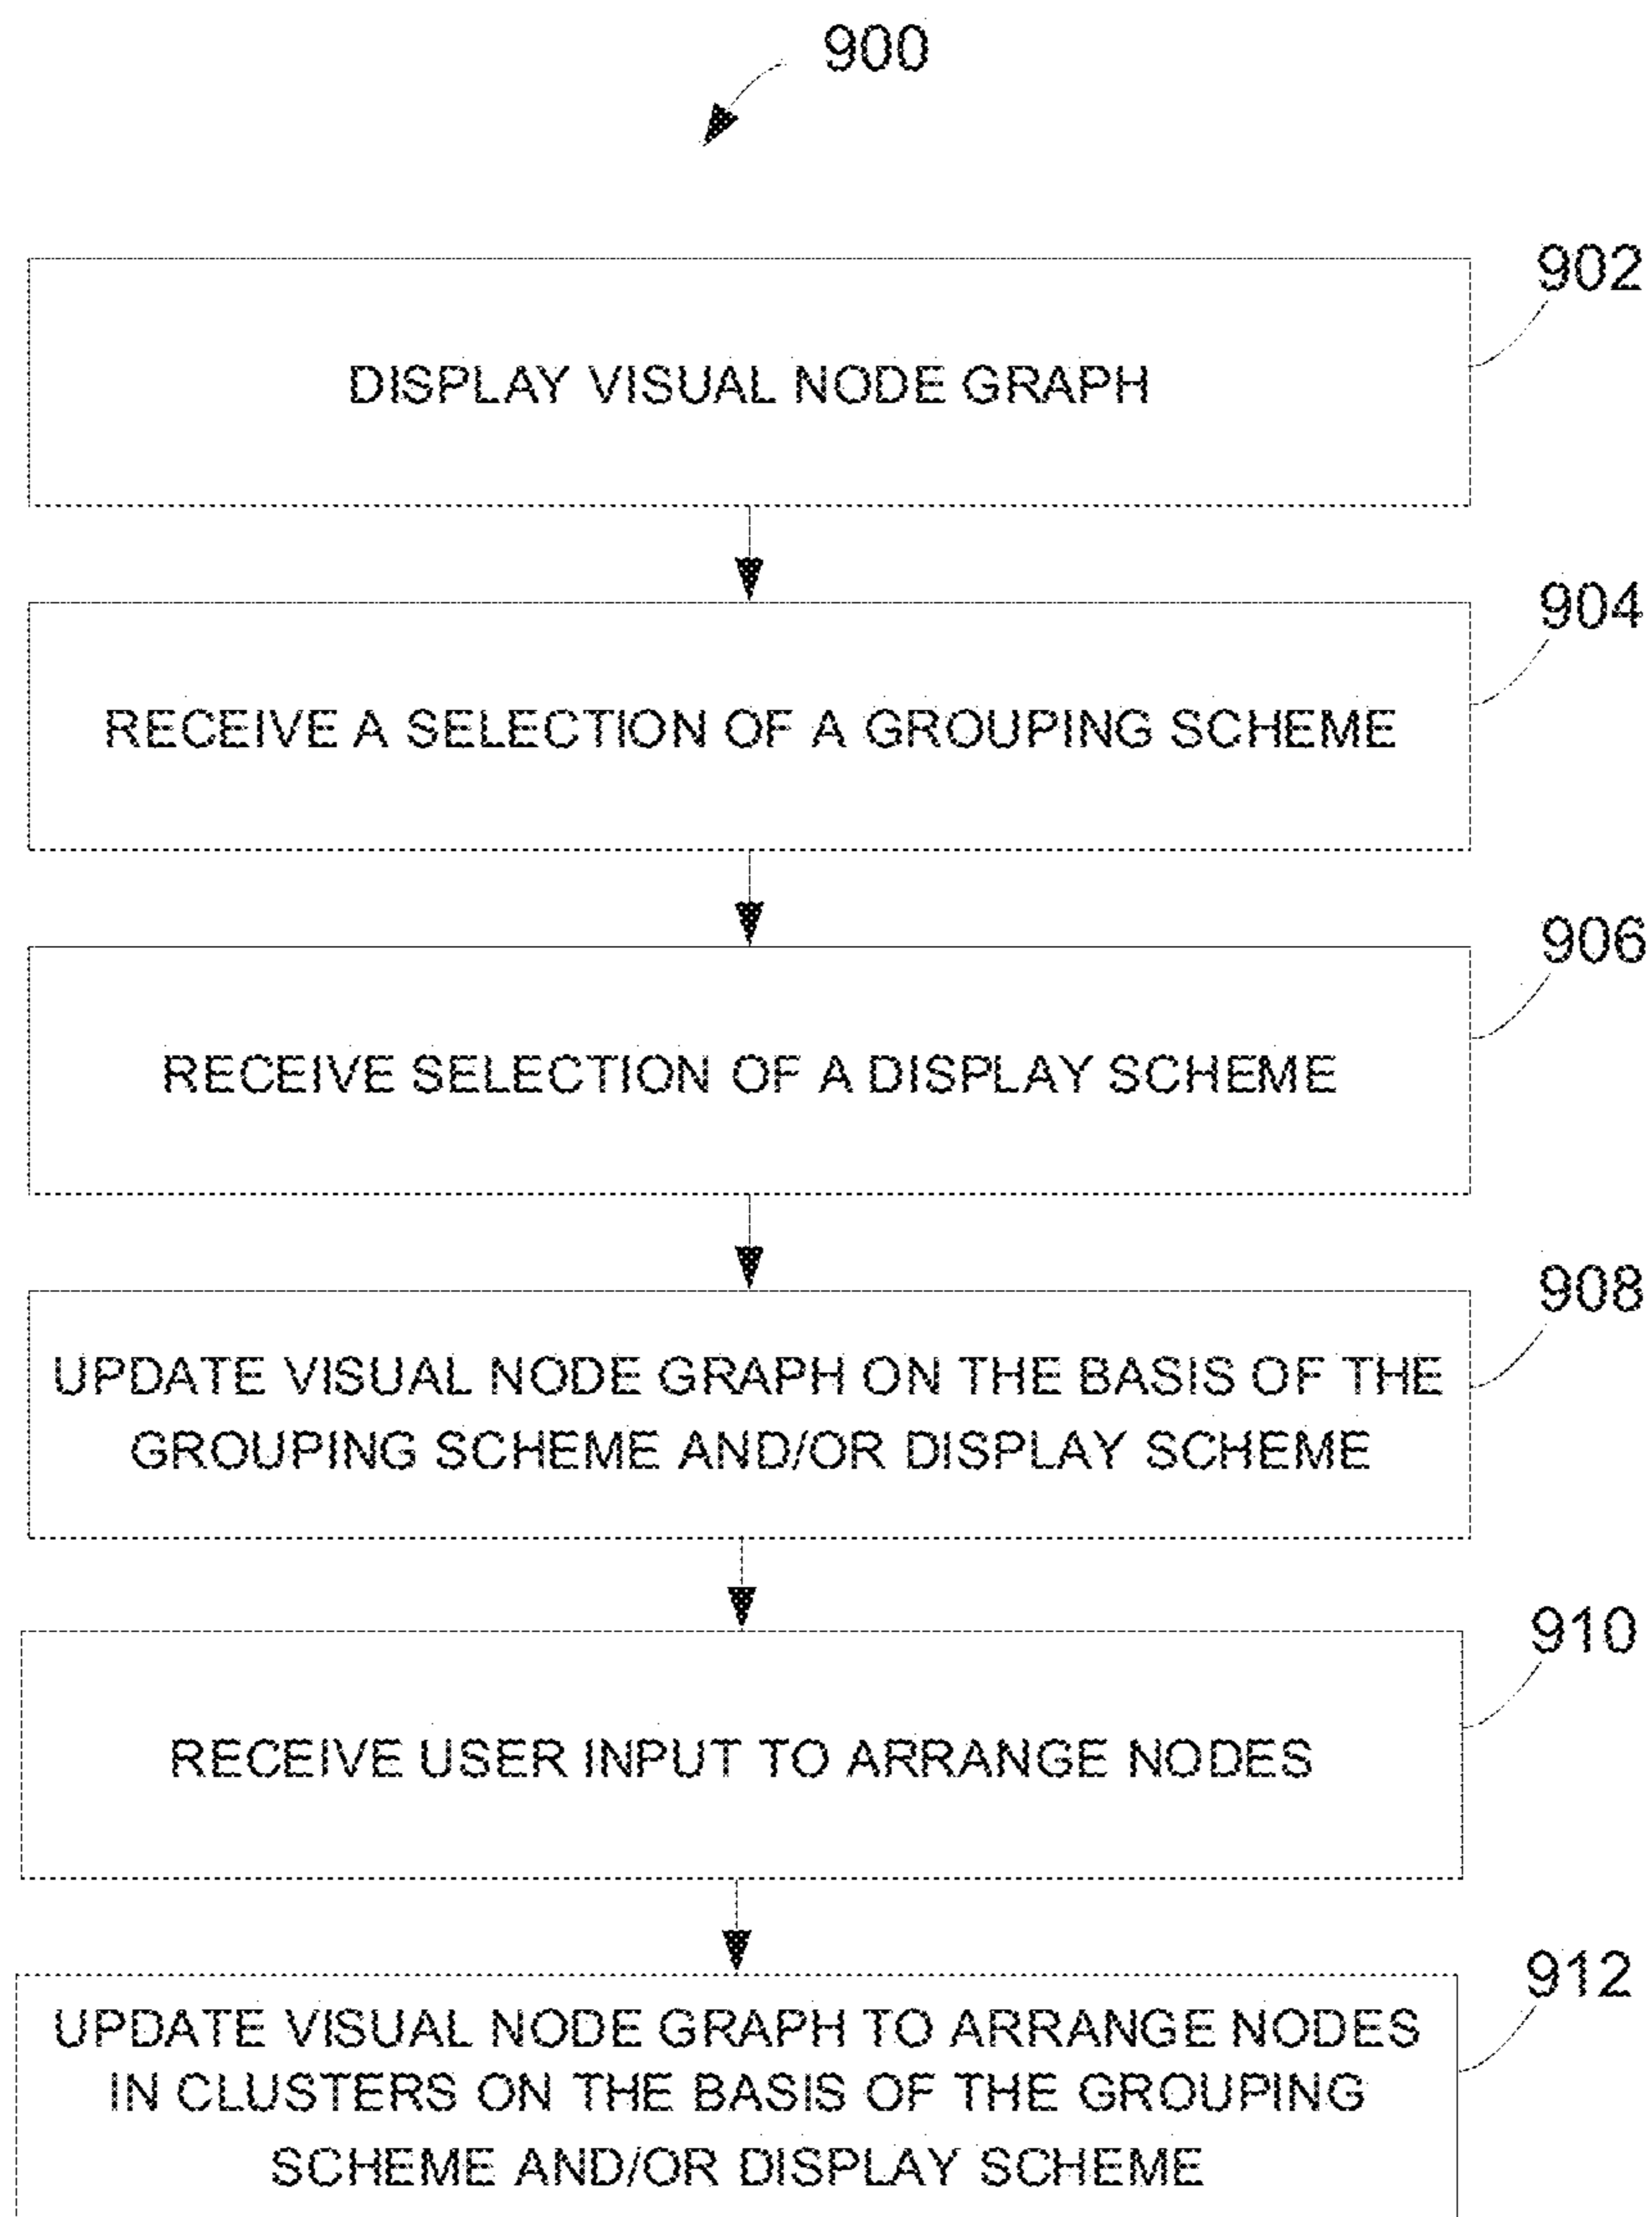 900
902
DISPLAY VISUAL NODE GRAPH
904
RECEIVE A SELECTION OF A GROUPING SCHEME
906
RECEIVE SELECTION OF A DISPLAY SCHEME
908
UPDATE VISUAL NODE GRAPH ON THE BASIS OF THE
GROUPING SCHEME AND/OR DISPLAY SCHEME
910
RECEIVE USER INPUT TO ARRANGE NODES
912
UPDATE VISUAL NODE GRAPH TO ARRANGE NODES
IN CLUSTERS ON THE BASIS OF THE GROUPING
SCHEME AND/OR DISPLAY SCHEME